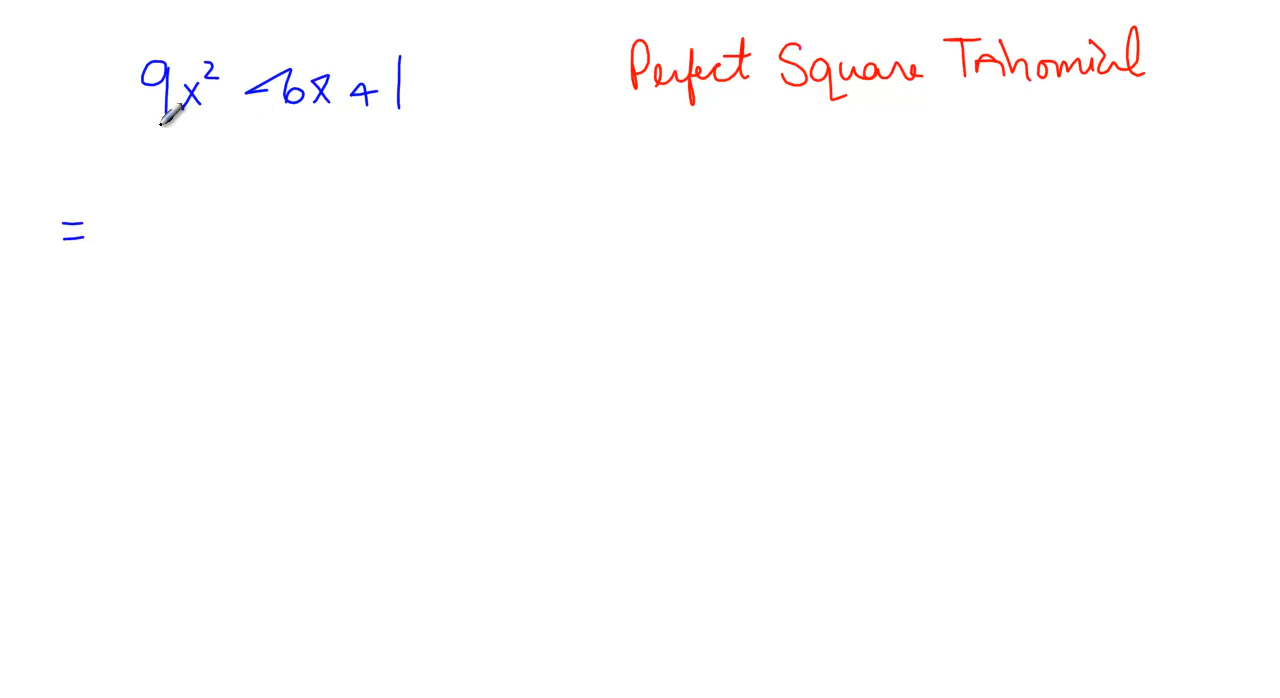 9x² -6x + 1 Perfect Square Trinomial
=